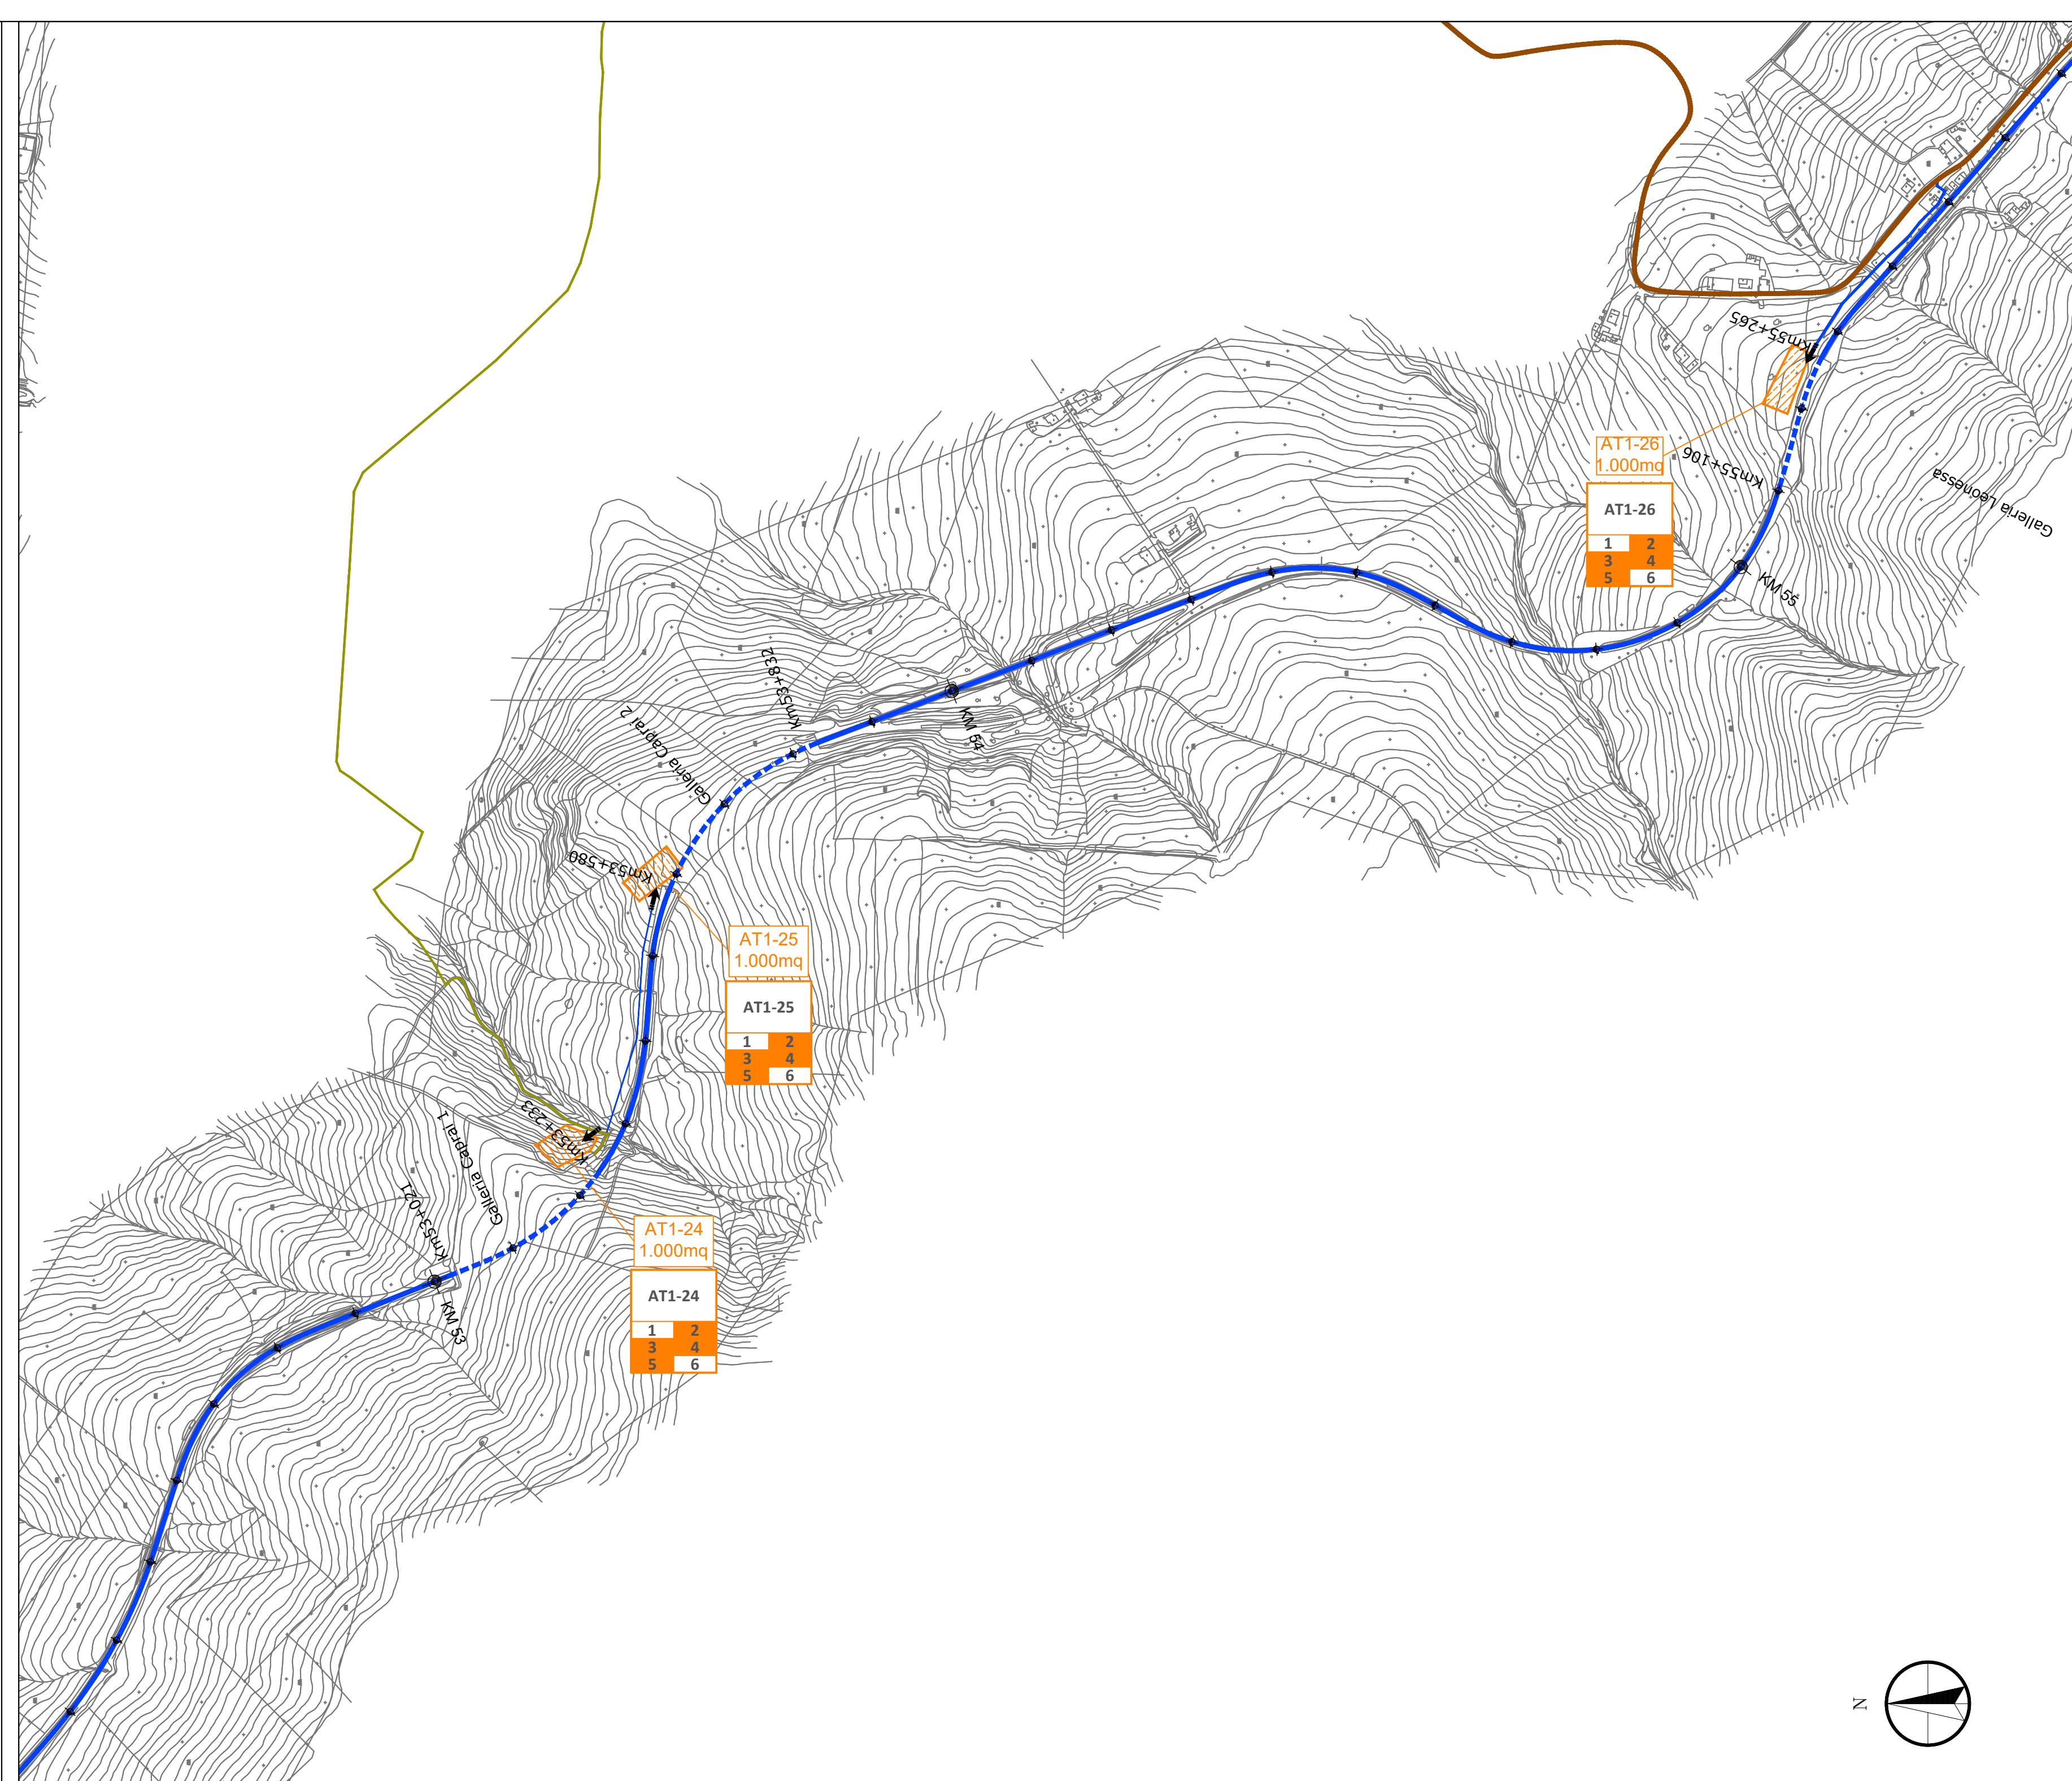 Km55+265
AT1-26
1.000mq
Km55+106
Galleria Leonessa
AT1-26
1 2
3 4
5 6
KM 55
Km53+832
Galleria Caprai 2
KM 54
Km53+580
AT1-25
1.000mq
AT1-25
1 2
3 4
5 6
Km53+233
Galleria Caprai 1
Km53+021
KM 53
AT1-24
1.000mq
AT1-24
1 2
3 4
5 6
N